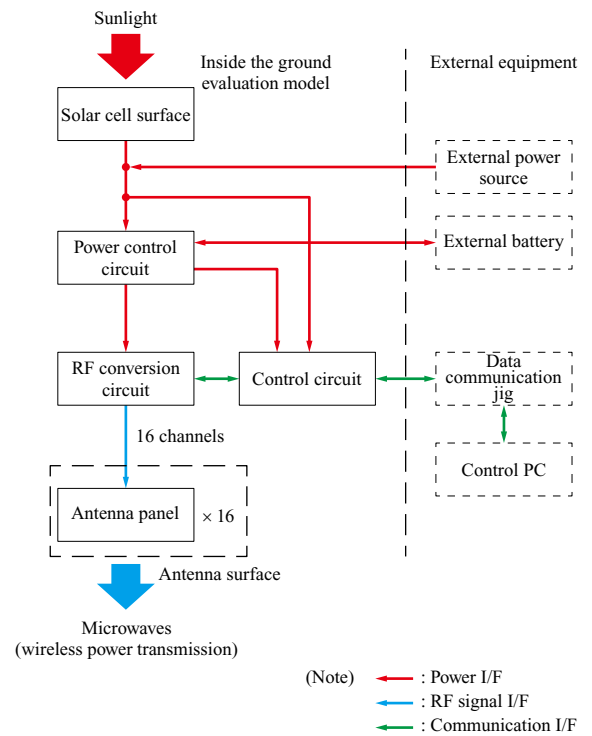 Sunlight
Inside the ground
evaluation model
External equipment
Solar cell surface
External power
source
Power control
circuit
External battery
RF conversion
circuit
Control circuit
Data
communication
jig
16 channels
Control PC
Antenna panel
× 16
Antenna surface
Microwaves
(wireless power transmission)
(Note)
: Power I/F
: RF signal I/F
: Communication I/F